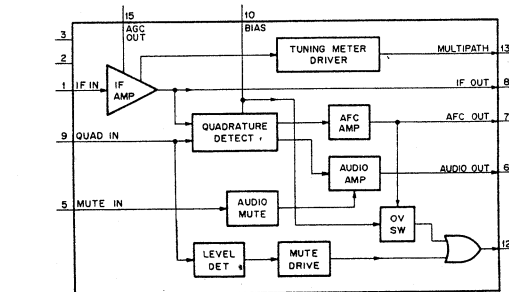 15
10
AGC
OUT
BIAS
3
2
TUNING METER
DRIVER
MULTIPATH
13
1
IF IN
IF
AMP
IF OUT
8
AFC
AMP
AFC OUT
7
QUADRATURE
DETECT
9
QUAD IN
AUDIO
AMP
AUDIO OUT
6
5
MUTE IN
AUDIO
MUTE
OV
SW
12
LEVEL
DET
MUTE
DRIVE